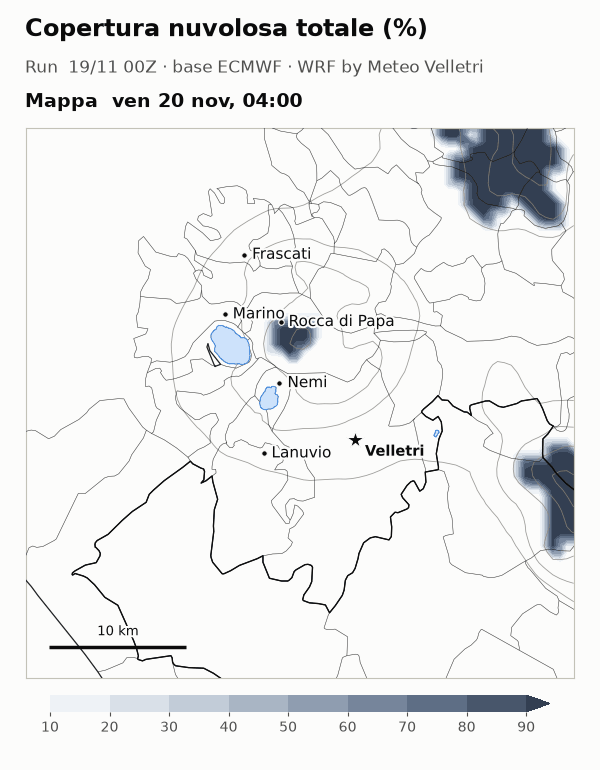 Copertura nuvolosa totale (%)
Run  19/11 00Z · base ECMWF · WRF by Meteo Velletri
Mappa  ven 20 nov, 04:00
Frascati
Marino
Rocca di Papa
Nemi
Velletri
Lanuvio
10 km
10 20 30 40 50 60 70 80 90